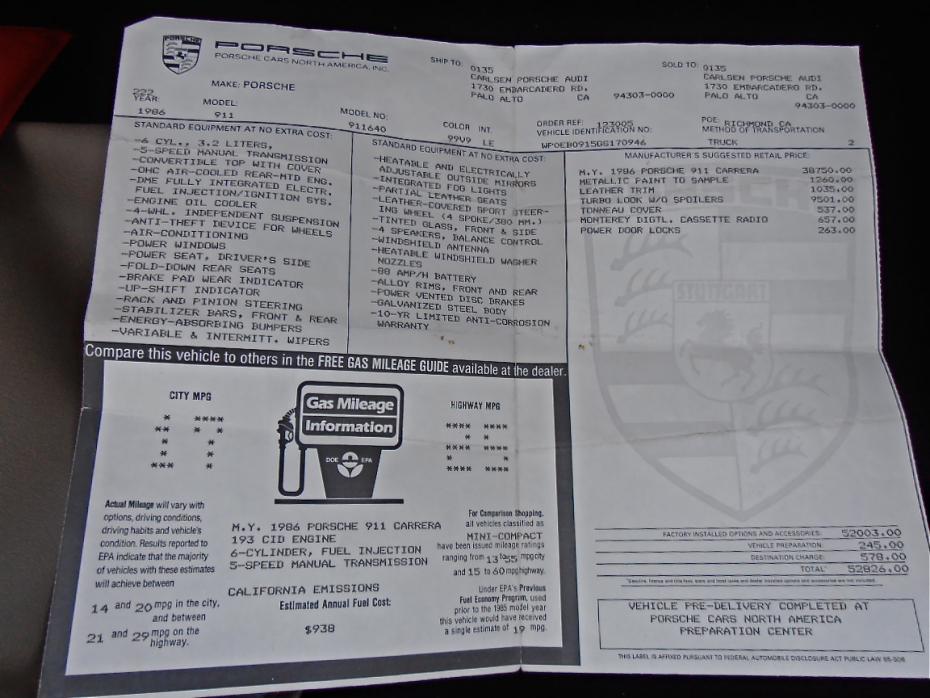 PORSCHE
PORSCHE CARS NORTH AMERICA, INC.
SHIP TO: 0135
CARLSEN PORSCHE AUDI
1730 EMBARCADERO RD.
PALO ALTO CA 94303-0000
SOLD TO: 0135
CARLSEN PORSCHE AUDI
1730 EMBARCADERO RD.
PALO ALTO CA
94303-0000
MAKE: PORSCHE
222
YEAR: MODEL: MODEL NO: COLOR INT.
1986 911 911640 99V9 LE
ORDER REF: 123005 POE: RICHMOND CA
VEHICLE IDENTIFICATION NO: METHOD OF TRANSPORTATION
WPOEB0915GS170946 TRUCK 2
STANDARD EQUIPMENT AT NO EXTRA COST:
-6 CYL., 3.2 LITERS,
-5-SPEED MANUAL TRANSMISSION
-CONVERTIBLE TOP WITH COVER
-OHC AIR-COOLED REAR-MTD ENG.
-DME FULLY INTEGRATED ELECTR.
FUEL INJECTION/IGNITION SYS.
-ENGINE OIL COOLER
-4-WHL. INDEPENDENT SUSPENSION
-ANTI-THEFT DEVICE FOR WHEELS
-AIR-CONDITIONING
-POWER WINDOWS
-POWER SEAT, DRIVER'S SIDE
-FOLD-DOWN REAR SEATS
-BRAKE PAD WEAR INDICATOR
-UP-SHIFT INDICATOR
-RACK AND PINION STEERING
-STABILIZER BARS, FRONT & REAR
-ENERGY-ABSORBING BUMPERS
-VARIABLE & INTERMITT. WIPERS
STANDARD EQUIPMENT AT NO EXTRA COST:
-HEATABLE AND ELECTRICALLY
ADJUSTABLE OUTSIDE MIRRORS
-INTEGRATED FOG LIGHTS
-PARTIAL LEATHER SEATS
-LEATHER-COVERED SPORT STEER-
ING WHEEL (4 SPOKE/380 MM.)
-TINTED GLASS, FRONT & SIDE
-4 SPEAKERS, BALANCE CONTROL
-WINDSHIELD ANTENNA
-HEATABLE WINDSHIELD WASHER
NOZZLES
-88 AMP/H BATTERY
-ALLOY RIMS, FRONT AND REAR
-POWER VENTED DISC BRAKES
-GALVANIZED STEEL BODY
-10-YR LIMITED ANTI-CORROSION
WARRANTY
MANUFACTURER'S SUGGESTED RETAIL PRICE:
M.Y. 1986 PORSCHE 911 CARRERA 38750.00
METALLIC PAINT TO SAMPLE 1260.00
LEATHER TRIM 1035.00
TURBO LOOK W/O SPOILERS 9501.00
TONNEAU COVER 537.00
MONTEREY DIGTL. CASSETTE RADIO 657.00
POWER DOOR LOCKS 263.00
STUTTGART
Compare this vehicle to others in the FREE GAS MILEAGE GUIDE available at the dealer.
CITY MPG
Gas Mileage
Information
DOE EPA
HIGHWAY MPG
Actual Mileage will vary with
options, driving conditions,
driving habits and vehicle's
condition. Results reported to
EPA indicate that the majority
of vehicles with these estimates
will achieve between
14 and 20 mpg in the city,
and between
21 and 29 mpg on the
highway.
M.Y. 1986 PORSCHE 911 CARRERA
193 CID ENGINE
6-CYLINDER, FUEL INJECTION
5-SPEED MANUAL TRANSMISSION
CALIFORNIA EMISSIONS
Estimated Annual Fuel Cost:
$938
For Comparison Shopping,
all vehicles classified as
MINI-COMPACT
have been issued mileage ratings
ranging from 13 to 55 mpg city
and 15 to 60 mpg highway.
Under EPA's Previous
Fuel Economy Program, used
prior to the 1985 model year
this vehicle would have received
a single estimate of 19 mpg.
FACTORY INSTALLED OPTIONS AND ACCESSORIES: 52003.00
VEHICLE PREPARATION: 245.00
DESTINATION CHARGE: 578.00
TOTAL* 52826.00
VEHICLE PRE-DELIVERY COMPLETED AT
PORSCHE CARS NORTH AMERICA
PREPARATION CENTER
THIS LABEL IS AFFIXED PURSUANT TO FEDERAL AUTOMOBILE DISCLOSURE ACT PUBLIC LAW 85-506